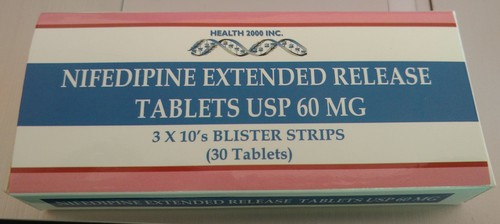 HEALTH 2000 INC.
NIFEDIPINE EXTENDED RELEASE
TABLETS USP 60 MG
3 X 10's BLISTER STRIPS
(30 Tablets)
NIFEDIPINE EXTENDED RELEASE TABLETS USP 60 MG